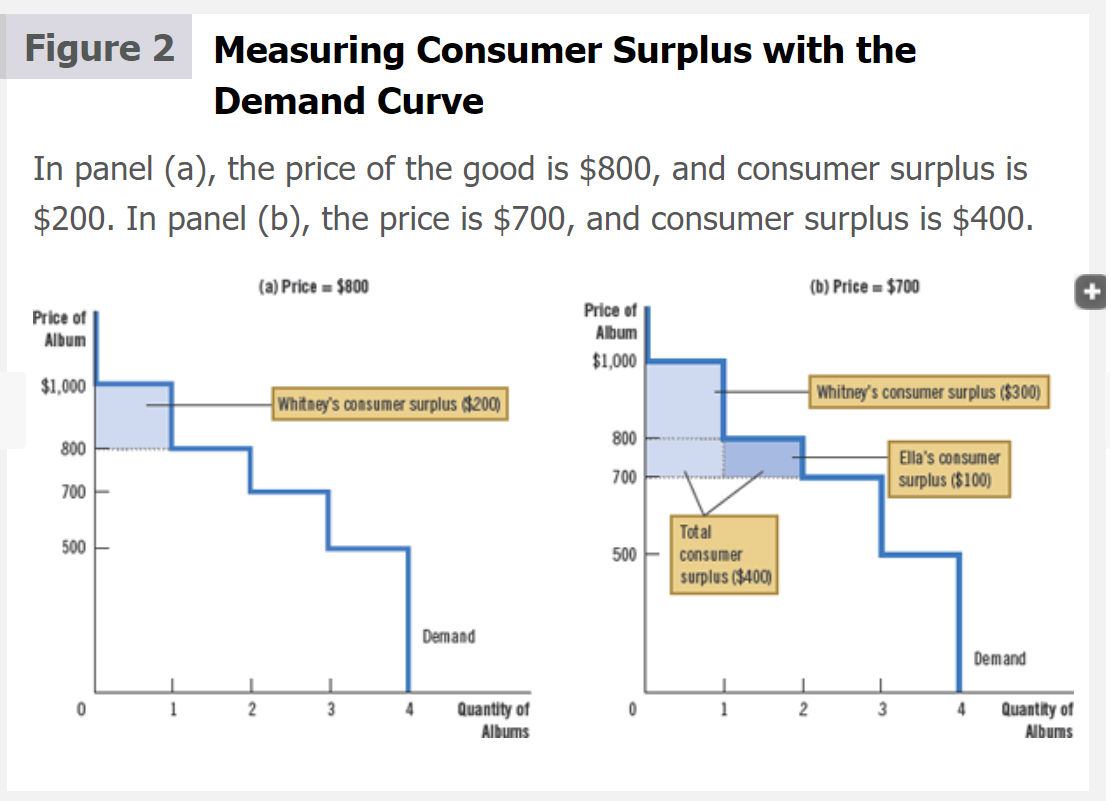 Figure 2
Measuring Consumer Surplus with the
Demand Curve
In panel (a), the price of the good is $800, and consumer surplus is
$200. In panel (b), the price is $700, and consumer surplus is $400.
(a) Price = $800
Price of
Album
$1,000
800
700
500
Whitney's consumer surplus ($200)
Demand
0 1 2 3 4
Quantity of
Albums
(b) Price = $700
Price of
Album
$1,000
800
700
500
Whitney's consumer surplus ($300)
Ella's consumer
surplus ($100)
Total
consumer
surplus ($400)
Demand
0 1 2 3 4
Quantity of
Albums
+